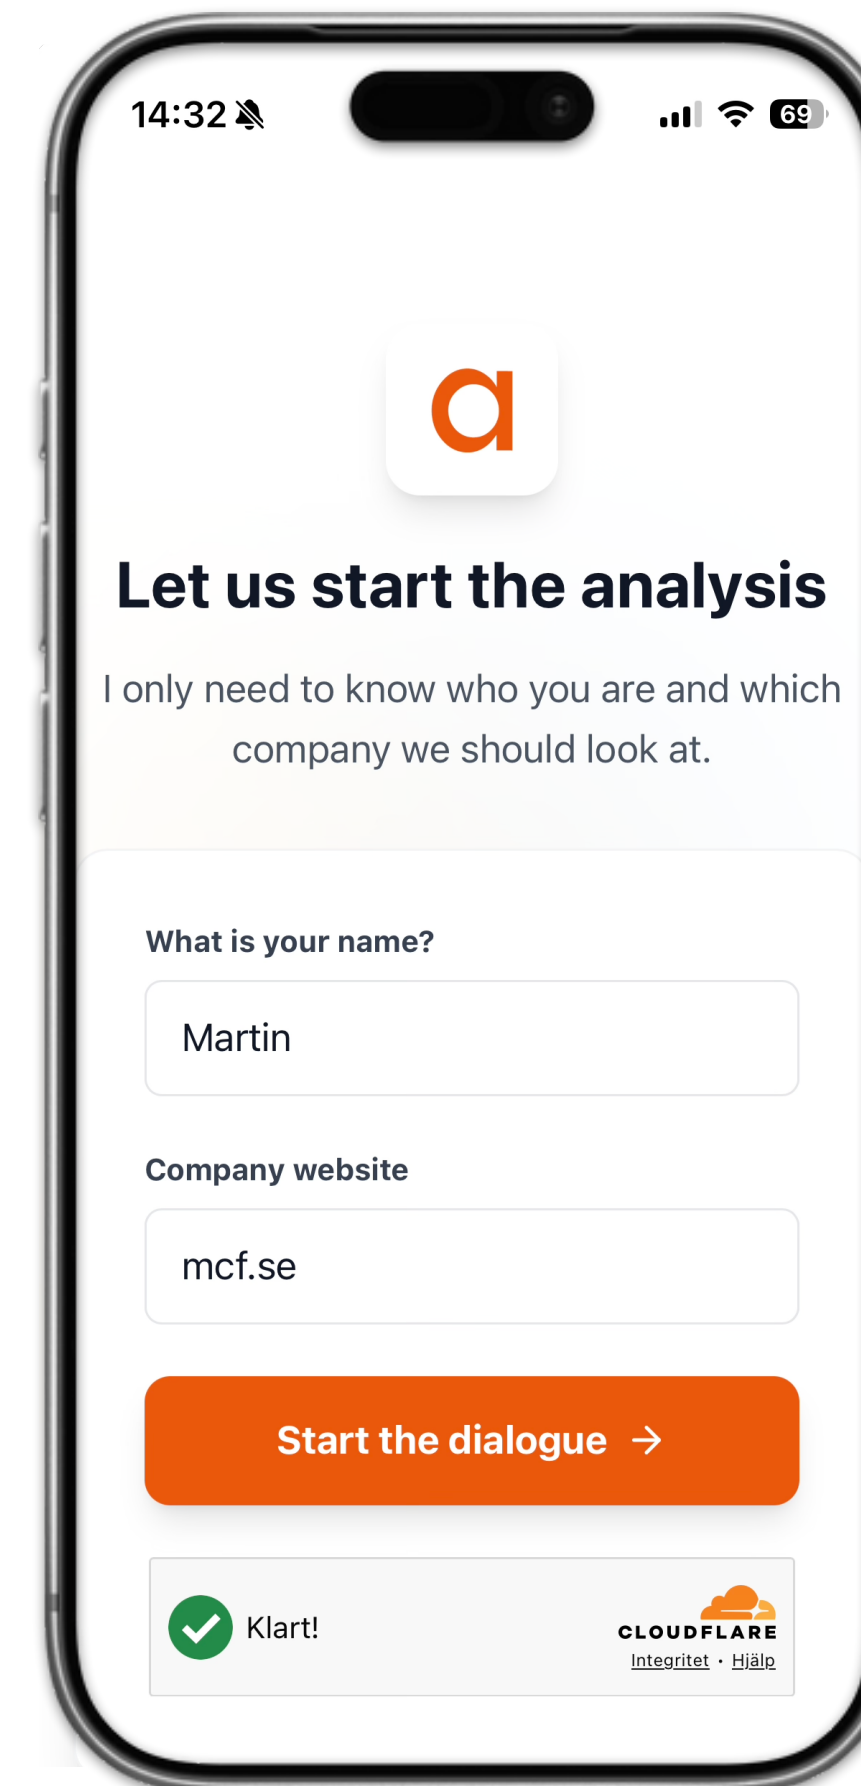 14:32
69
a
Let us start the analysis
I only need to know who you are and which
company we should look at.
What is your name?
Martin
Company website
mcf.se
Start the dialogue →
Klart!
CLOUDFLARE
Integritet • Hjälp